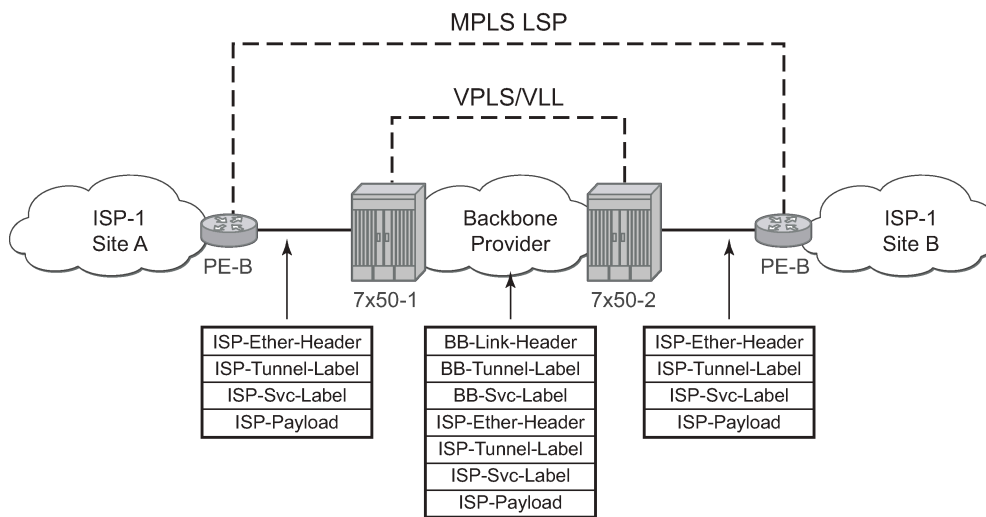 MPLS LSP
VPLS/VLL
ISP-1
Site A
PE-B
7x50-1
Backbone
Provider
7x50-2
PE-B
ISP-1
Site B
ISP-Ether-Header
ISP-Tunnel-Label
ISP-Svc-Label
ISP-Payload
BB-Link-Header
BB-Tunnel-Label
BB-Svc-Label
ISP-Ether-Header
ISP-Tunnel-Label
ISP-Svc-Label
ISP-Payload
ISP-Ether-Header
ISP-Tunnel-Label
ISP-Svc-Label
ISP-Payload